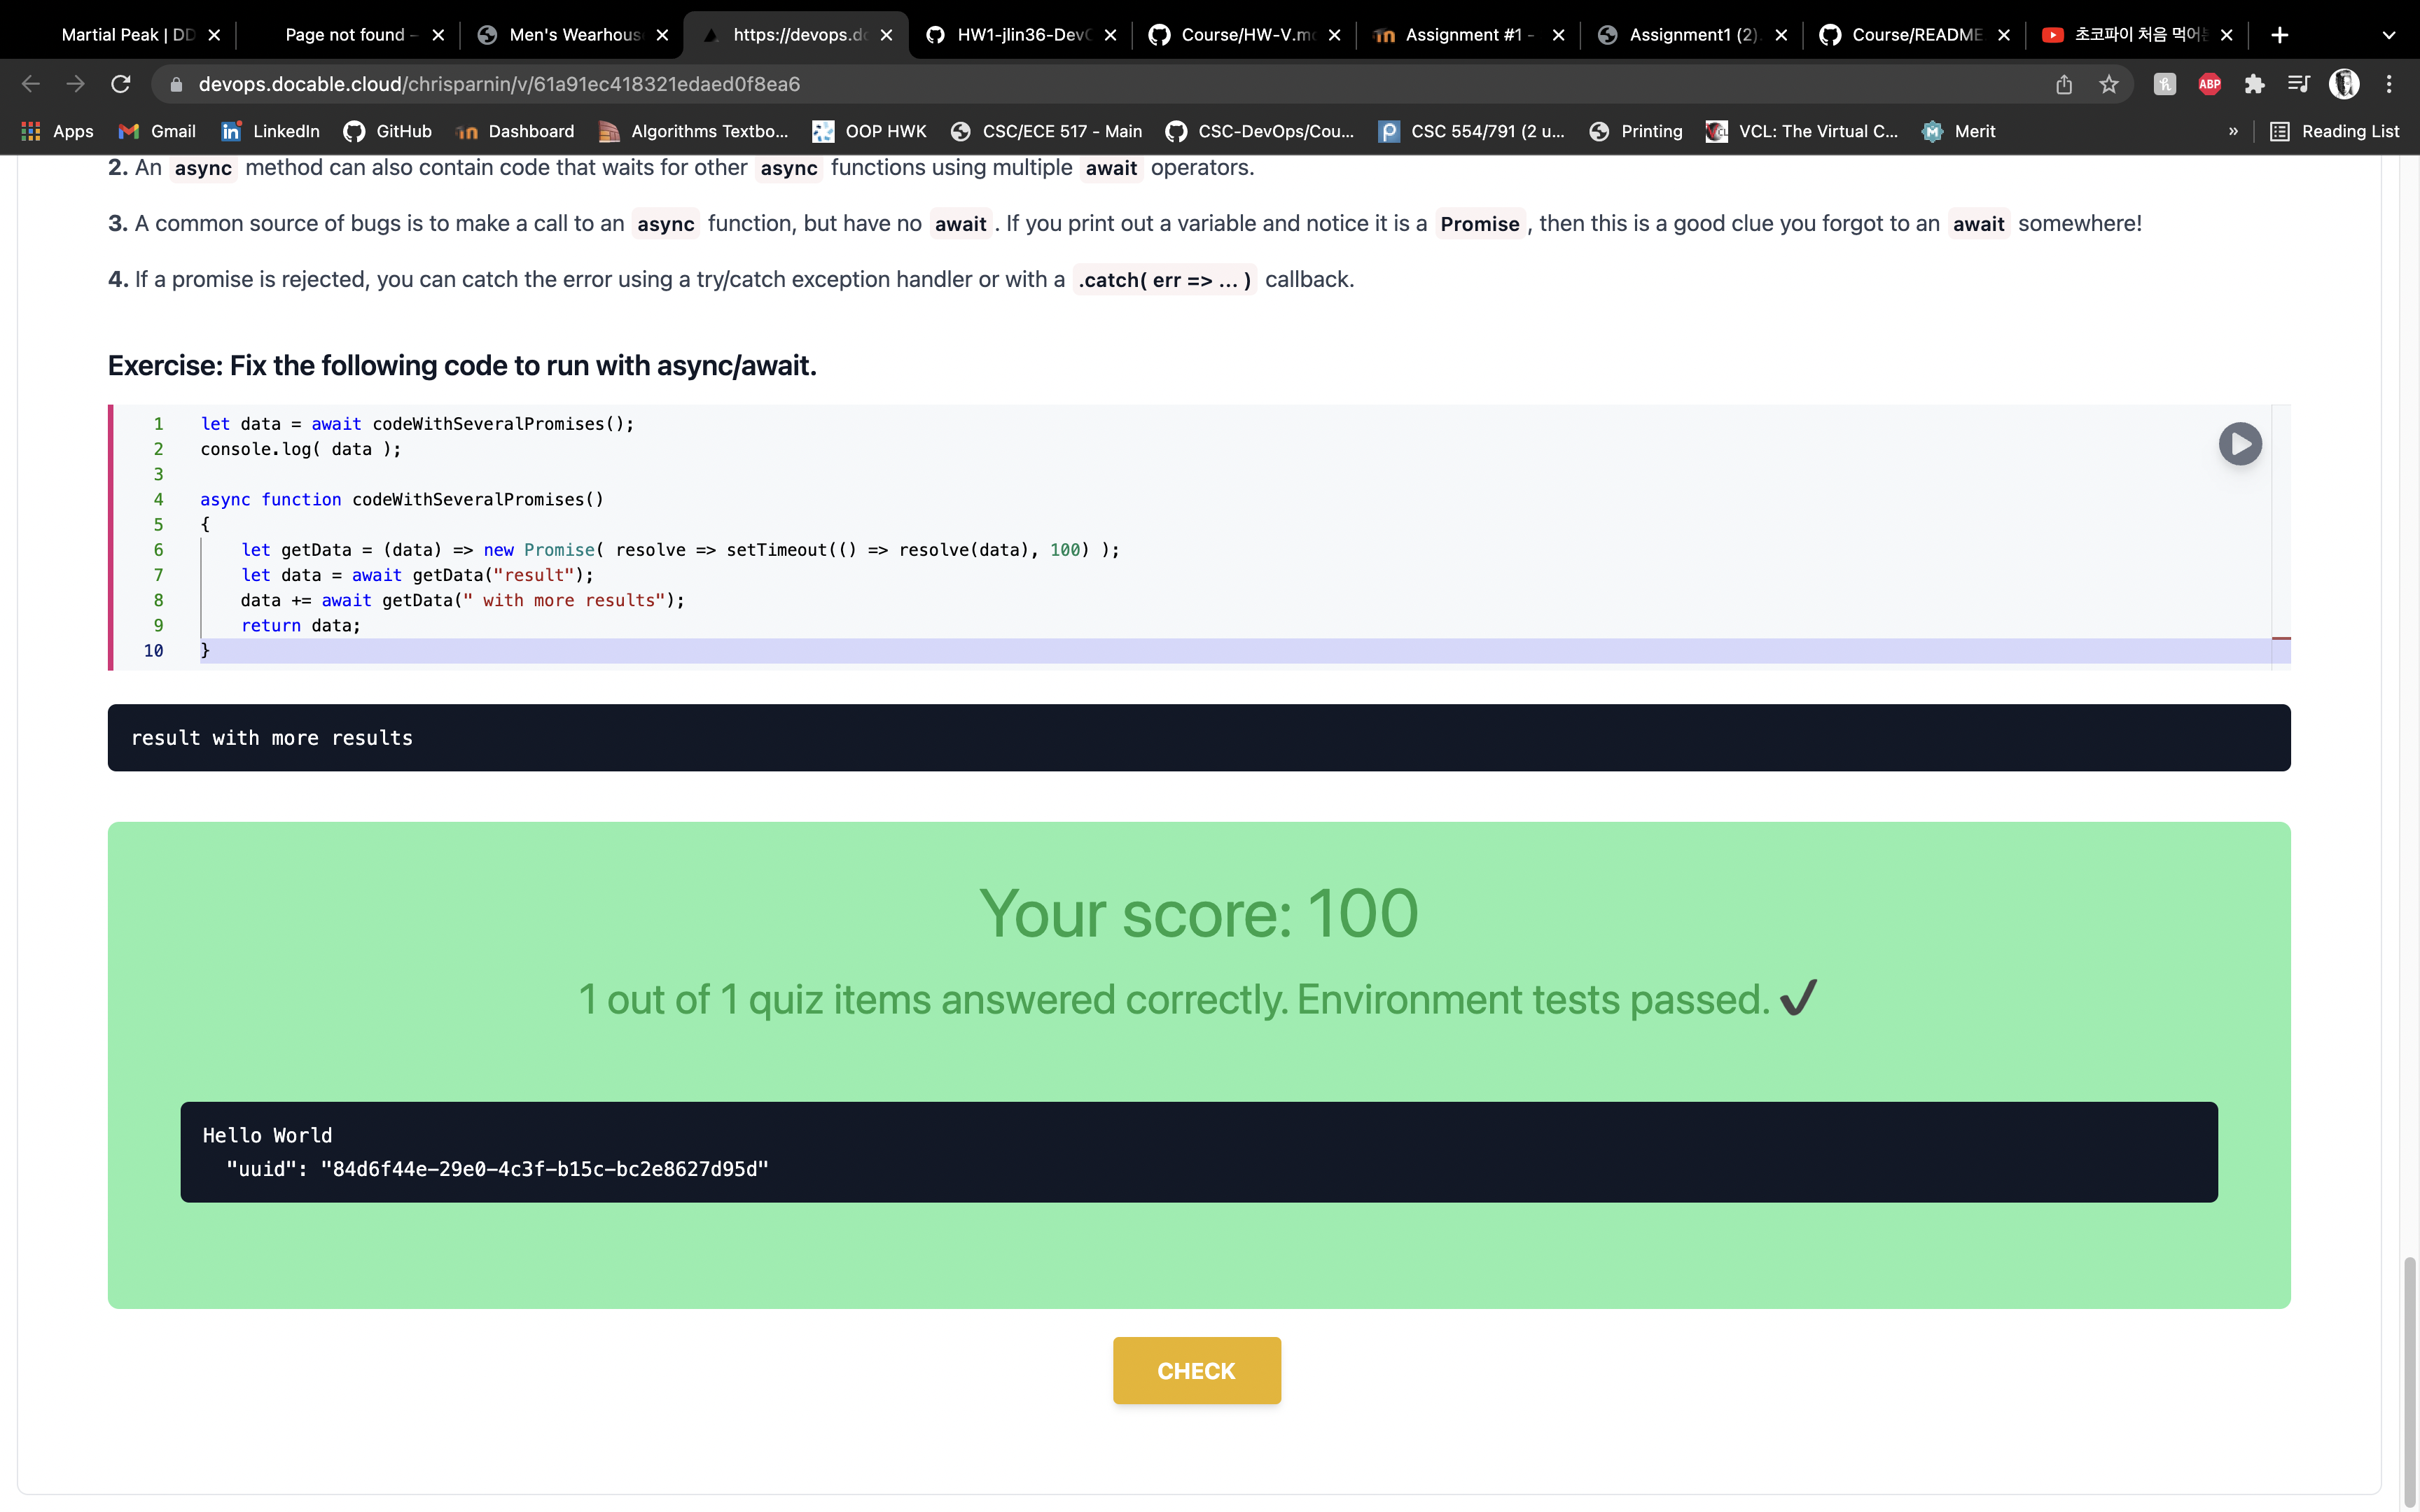 Martial Peak | DD
Page not found –
Men's Wearhous
https://devops.do
HW1-jlin36-DevO
Course/HW-V.md
Assignment #1 -
Assignment1 (2).
Course/README
초코파이 처음 먹어
devops.docable.cloud/chrisparnin/v/61a91ec418321edaed0f8ea6
ABP
Apps
Gmail
LinkedIn
GitHub
Dashboard
Algorithms Textbo...
OOP HWK
CSC/ECE 517 - Main
CSC-DevOps/Cou...
CSC 554/791 (2 u...
Printing
VCL: The Virtual C...
Merit
»
Reading List
2. An async method can also contain code that waits for other async functions using multiple await operators.
3. A common source of bugs is to make a call to an async function, but have no await. If you print out a variable and notice it is a Promise, then this is a good clue you forgot to an await somewhere!
4. If a promise is rejected, you can catch the error using a try/catch exception handler or with a .catch( err => ... ) callback.
Exercise: Fix the following code to run with async/await.
1 let data = await codeWithSeveralPromises();
2 console.log( data );
3
4 async function codeWithSeveralPromises()
5 {
6 let getData = (data) => new Promise( resolve => setTimeout(() => resolve(data), 100) );
7 let data = await getData("result");
8 data += await getData(" with more results");
9 return data;
10 }
result with more results
Your score: 100
1 out of 1 quiz items answered correctly. Environment tests passed. ✔
Hello World
"uuid": "84d6f44e-29e0-4c3f-b15c-bc2e8627d95d"
CHECK